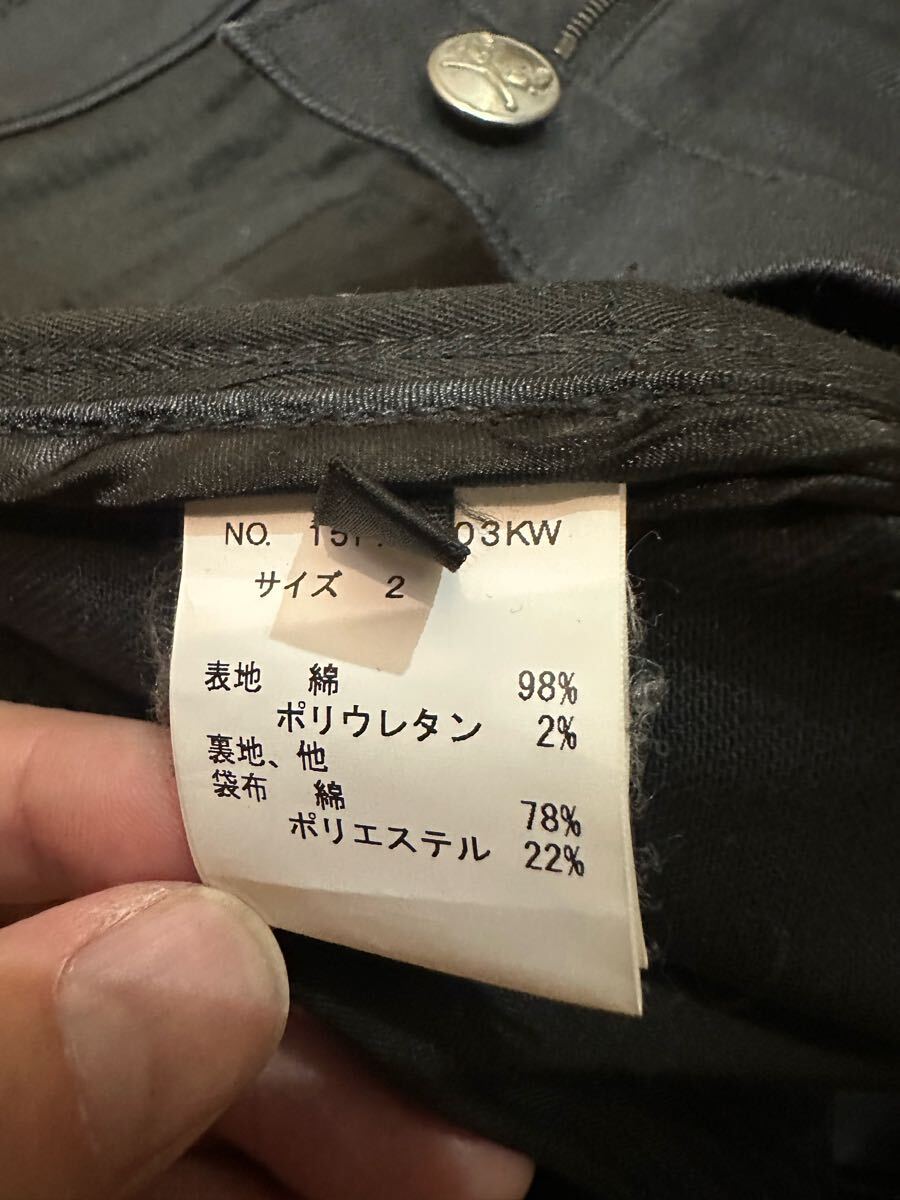 NO. 03KW
サイズ 2
表地 綿 98%
ポリウレタン 2%
裏地、他
袋布 綿 78%
ポリエステル 22%